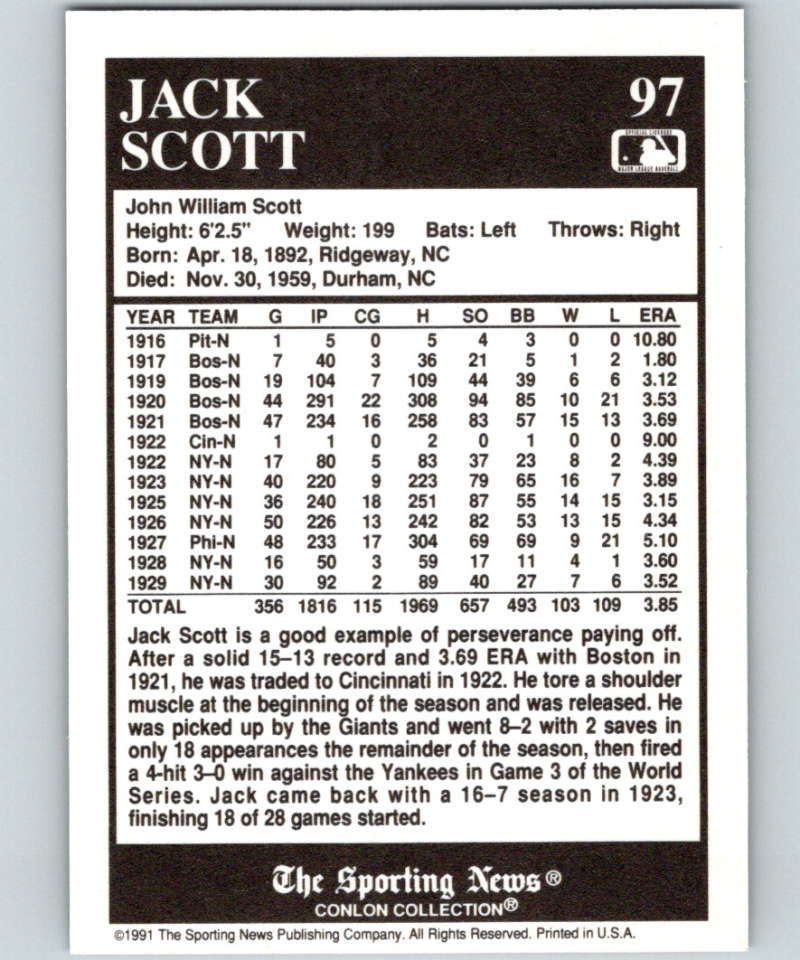 JACK
SCOTT
97
OFFICIAL LICENSEE
MAJOR LEAGUE BASEBALL
John William Scott
Height: 6'2.5" Weight: 199 Bats: Left Throws: Right
Born: Apr. 18, 1892, Ridgeway, NC
Died: Nov. 30, 1959, Durham, NC
YEAR TEAM G IP CG H SO BB W L ERA
1916 Pit-N 1 5 0 5 4 3 0 0 10.80
1917 Bos-N 7 40 3 36 21 5 1 2 1.80
1919 Bos-N 19 104 7 109 44 39 6 6 3.12
1920 Bos-N 44 291 22 308 94 85 10 21 3.53
1921 Bos-N 47 234 16 258 83 57 15 13 3.69
1922 Cin-N 1 1 0 2 0 1 0 0 9.00
1922 NY-N 17 80 5 83 37 23 8 2 4.39
1923 NY-N 40 220 9 223 79 65 16 7 3.89
1925 NY-N 36 240 18 251 87 55 14 15 3.15
1926 NY-N 50 226 13 242 82 53 13 15 4.34
1927 Phi-N 48 233 17 304 69 69 9 21 5.10
1928 NY-N 16 50 3 59 17 11 4 1 3.60
1929 NY-N 30 92 2 89 40 27 7 6 3.52
TOTAL 356 1816 115 1969 657 493 103 109 3.85
Jack Scott is a good example of perseverance paying off.
After a solid 15–13 record and 3.69 ERA with Boston in
1921, he was traded to Cincinnati in 1922. He tore a shoulder
muscle at the beginning of the season and was released. He
was picked up by the Giants and went 8–2 with 2 saves in
only 18 appearances the remainder of the season, then fired
a 4-hit 3–0 win against the Yankees in Game 3 of the World
Series. Jack came back with a 16–7 season in 1923,
finishing 18 of 28 games started.
The Sporting News®
CONLON COLLECTION®
©1991 The Sporting News Publishing Company. All Rights Reserved. Printed in U.S.A.